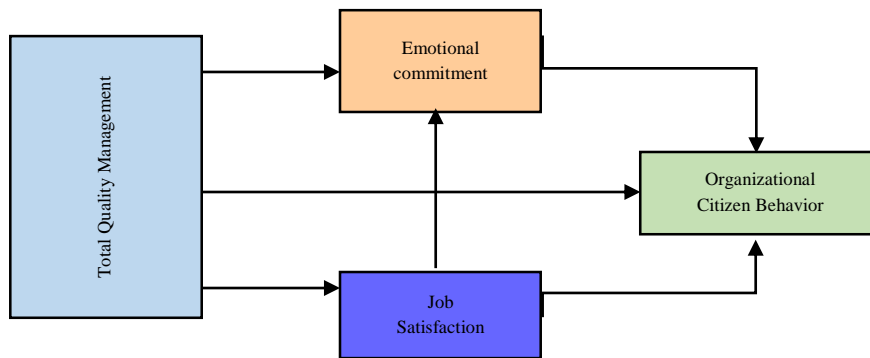 Total Quality Management
Emotional
commitment
Organizational
Citizen Behavior
Job
Satisfaction